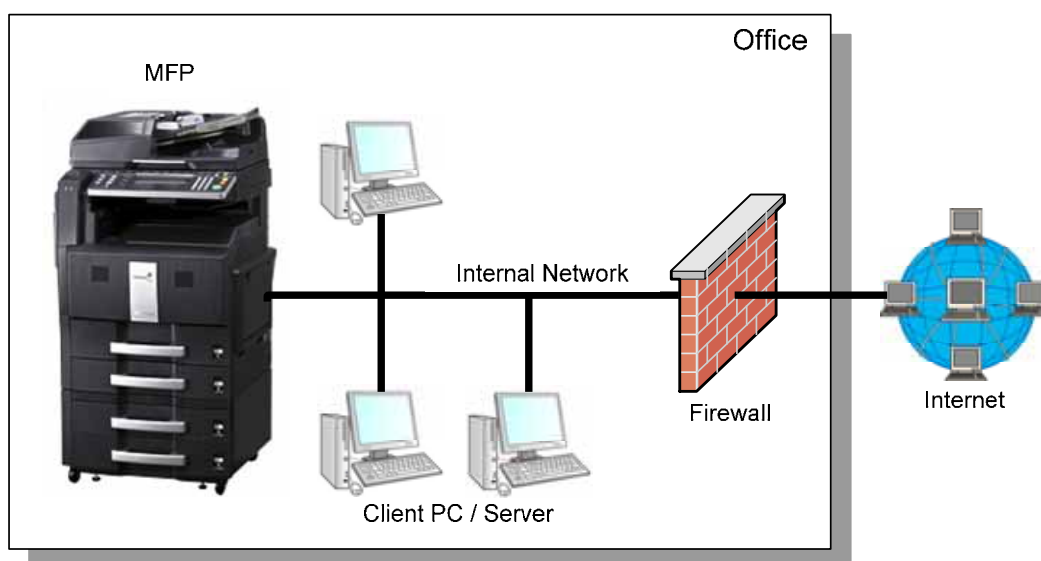 Office
MFP
Internal Network
Firewall
Internet
Client PC / Server